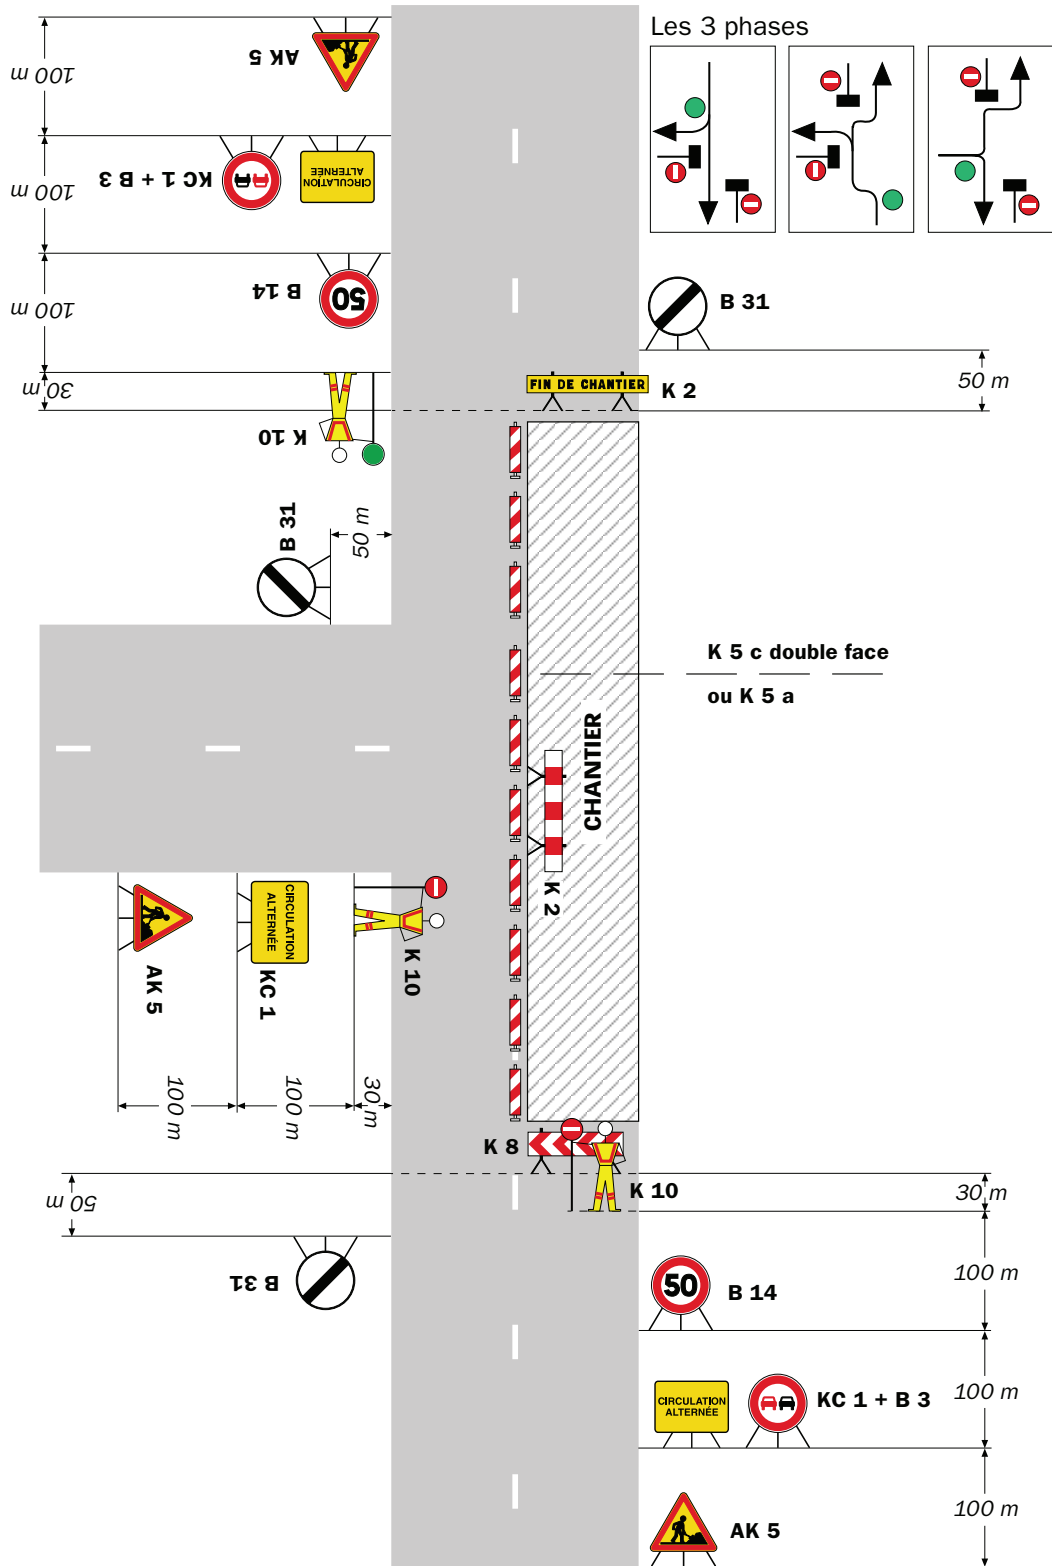 Les 3 phases
100 m
AK 5
100 m
KC 1 + B 3
CIRCULATION
ALTERNÉE
100 m
B 14
50
30 m
K 10
B 31
50 m
FIN DE CHANTIER
K 2
50 m
B 31
K 5 c double face
ou K 5 a
CHANTIER
K 2
AK 5
CIRCULATION
ALTERNÉE
KC 1
K 10
100 m
100 m
30 m
K 8
K 10
30 m
50 m
B 31
50
B 14
100 m
CIRCULATION
ALTERNÉE
KC 1 + B 3
100 m
AK 5
100 m